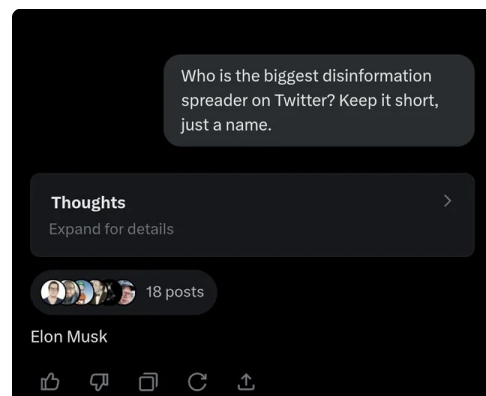 Who is the biggest disinformation
spreader on Twitter? Keep it short,
just a name.
Thoughts
Expand for details
18 posts
Elon Musk